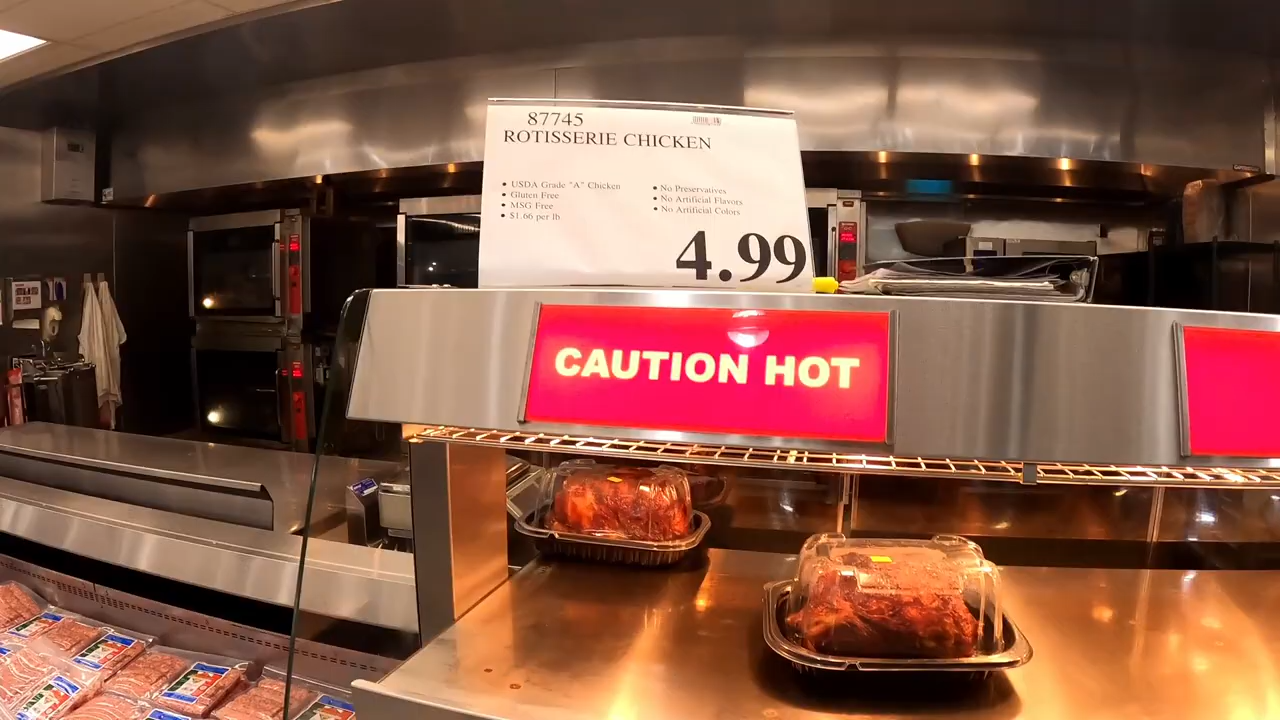 87745
ROTISSERIE CHICKEN
• USDA Grade "A" Chicken
• Gluten Free
• MSG Free
• $1.66 per lb
• No Preservatives
• No Artificial Flavors
• No Artificial Colors
4.99
CAUTION HOT